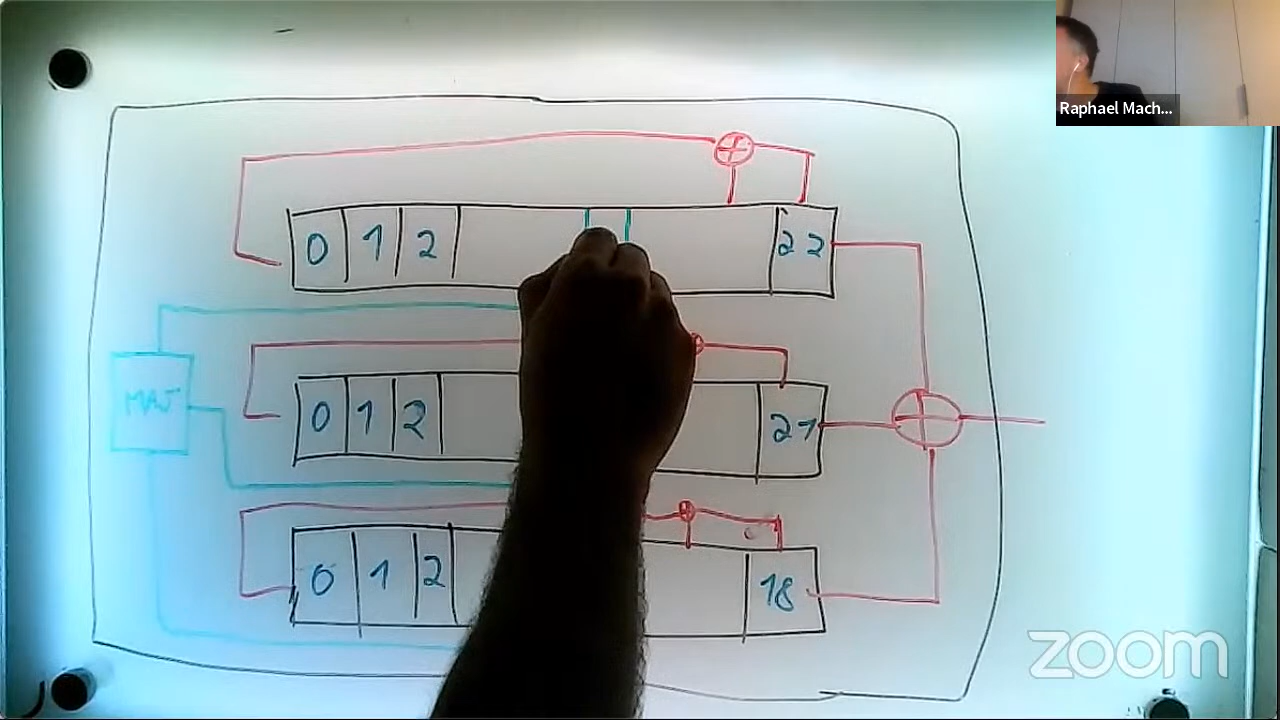 Raphael Mach...
0 1 2 22
MAJ
0 1 2 21
0 1 2 18
zoom